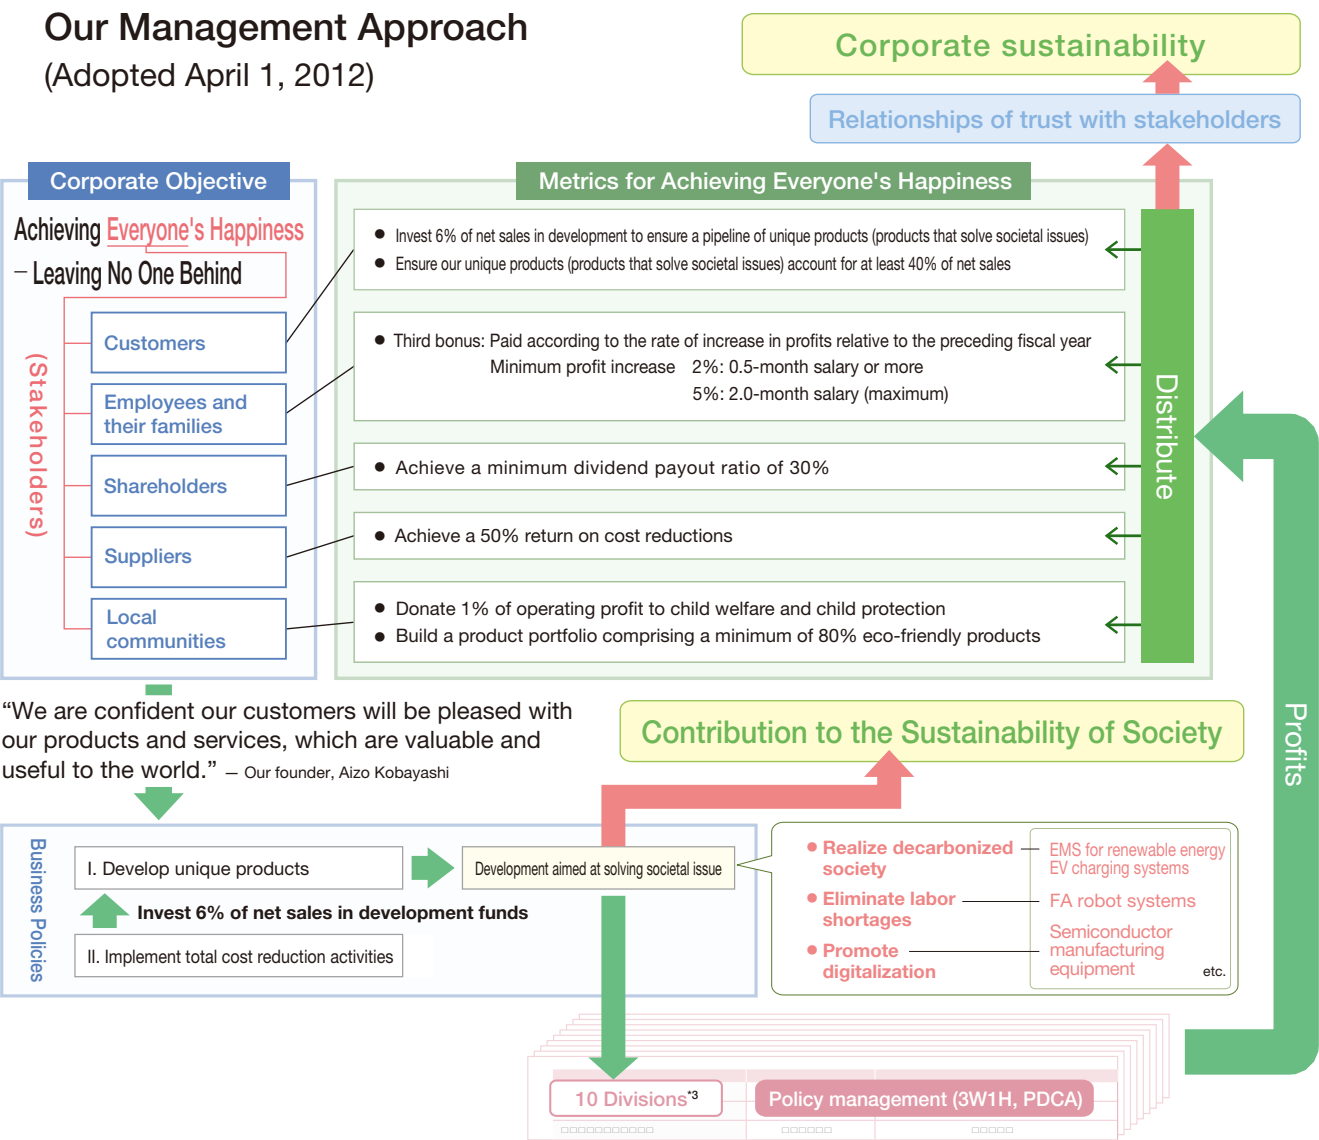 Our Management Approach
(Adopted April 1, 2012)
Corporate sustainability
Relationships of trust with stakeholders
Corporate Objective
Achieving Everyone's Happiness
– Leaving No One Behind
(Stakeholders)
Customers
Employees and
their families
Shareholders
Suppliers
Local
communities
Metrics for Achieving Everyone's Happiness
● Invest 6% of net sales in development to ensure a pipeline of unique products (products that solve societal issues)
● Ensure our unique products (products that solve societal issues) account for at least 40% of net sales
● Third bonus: Paid according to the rate of increase in profits relative to the preceding fiscal year
Minimum profit increase 2%: 0.5-month salary or more
5%: 2.0-month salary (maximum)
● Achieve a minimum dividend payout ratio of 30%
● Achieve a 50% return on cost reductions
● Donate 1% of operating profit to child welfare and child protection
● Build a product portfolio comprising a minimum of 80% eco-friendly products
Distribute
Profits
“We are confident our customers will be pleased with
our products and services, which are valuable and
useful to the world.” – Our founder, Aizo Kobayashi
Contribution to the Sustainability of Society
Business Policies
I. Develop unique products
Invest 6% of net sales in development funds
II. Implement total cost reduction activities
Development aimed at solving societal issue
● Realize decarbonized
society
EMS for renewable energy
EV charging systems
● Eliminate labor
shortages
FA robot systems
● Promote
digitalization
Semiconductor
manufacturing
equipment
etc.
10 Divisions*3
Policy management (3W1H, PDCA)
□□□□□□□□□□□ □□□□□□ □□□□□